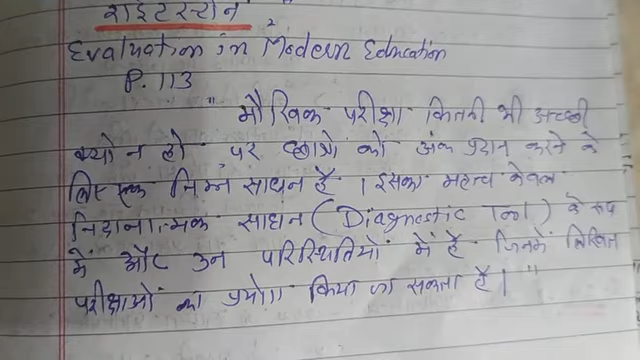 राइट स्टोन
Evaluation in Modern Education
P. 113
" मौखिक परीक्षा कितनी भी अच्छी
क्यो न हो पर छात्रो को अंक प्रदान करने के
लिए एक निम्न साधन है । इसका महत्व केवल
निदानात्मक साधन (Diagnostic Tool) के रूप
में और उन परिस्थितियों में है जिनमें लिखित
परीक्षाओं का प्रयोग किया जा सकता है। "